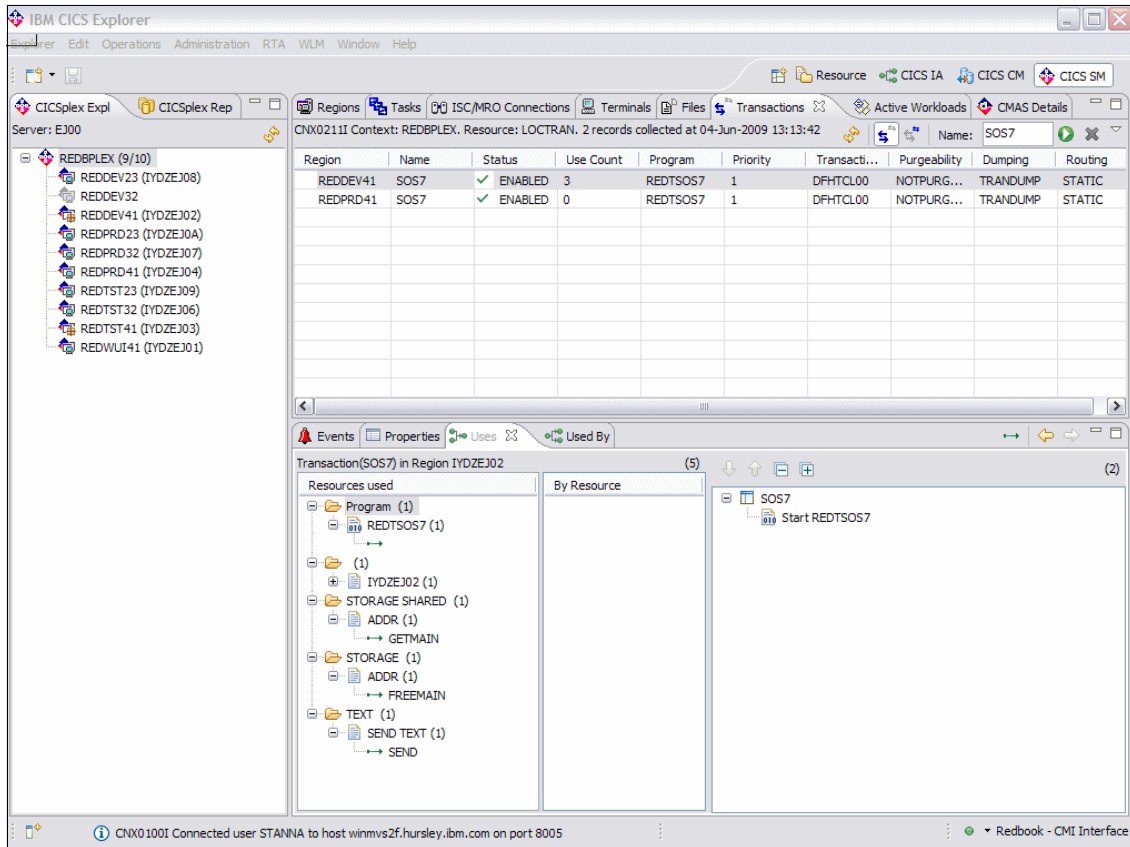 IBM CICS Explorer
Explorer Edit Operations Administration RTA WLM Window Help
Resource CICS IA CICS CM CICS SM
CICSplex Expl CICSplex Rep
Server: EJ00
REDBPLEX (9/10)
REDDEV23 (IYDZEJ08)
REDDEV32
REDDEV41 (IYDZEJ02)
REDPRD23 (IYDZEJ0A)
REDPRD32 (IYDZEJ07)
REDPRD41 (IYDZEJ04)
REDTST23 (IYDZEJ09)
REDTST32 (IYDZEJ06)
REDTST41 (IYDZEJ03)
REDWUI41 (IYDZEJ01)
Regions Tasks ISC/MRO Connections Terminals Files Transactions Active Workloads CMAS Details
CNX0211I Context: REDBPLEX. Resource: LOCTRAN. 2 records collected at 04-Jun-2009 13:13:42 Name: SOS7
Region Name Status Use Count Program Priority Transacti... Purgeability Dumping Routing
REDDEV41 SOS7 ENABLED 3 REDTSOS7 1 DFHTCL00 NOTPURG... TRANDUMP STATIC
REDPRD41 SOS7 ENABLED 0 REDTSOS7 1 DFHTCL00 NOTPURG... TRANDUMP STATIC
Events Properties Uses Used By
Transaction(SOS7) in Region IYDZEJ02 (5)
Resources used
Program (1)
REDTSOS7 (1)
(1)
IYDZEJ02 (1)
STORAGE SHARED (1)
ADDR (1)
GETMAIN
STORAGE (1)
ADDR (1)
FREEMAIN
TEXT (1)
SEND TEXT (1)
SEND
By Resource
(2)
SOS7
Start REDTSOS7
CNX0100I Connected user STANNA to host winmvs2f.hursley.ibm.com on port 8005
Redbook - CMI Interface